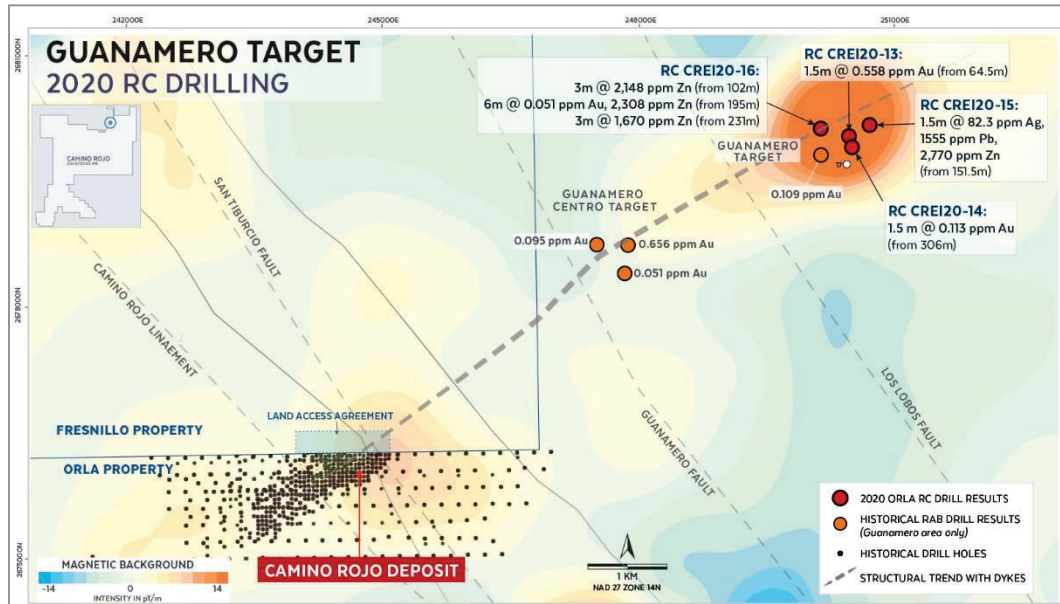 242000E
245000E
248000E
251000E
2681000N
2678000N
2675000N
GUANAMERO TARGET
2020 RC DRILLING
CAMINO ROJO
ZACATECAS MX
RC CREI20-16:
3m @ 2,148 ppm Zn (from 102m)
6m @ 0.051 ppm Au, 2,308 ppm Zn (from 195m)
3m @ 1,670 ppm Zn (from 231m)
RC CREI20-13:
1.5m @ 0.558 ppm Au (from 64.5m)
RC CREI20-15:
1.5m @ 82.3 ppm Ag,
1555 ppm Pb,
2,770 ppm Zn
(from 151.5m)
GUANAMERO
TARGET
17
0.109 ppm Au
RC CREI20-14:
1.5 m @ 0.113 ppm Au
(from 306m)
GUANAMERO
CENTRO TARGET
0.095 ppm Au
0.656 ppm Au
0.051 ppm Au
SAN TIBURCIO FAULT
CAMINO ROJO LINAEMENT
GUANAMERO FAULT
LOS LOBOS FAULT
LAND ACCESS AGREEMENT
FRESNILLO PROPERTY
ORLA PROPERTY
CAMINO ROJO DEPOSIT
MAGNETIC BACKGROUND
-14
14
INTENSITY IN pT/m
1 KM
NAD 27 ZONE 14N
2020 ORLA RC DRILL RESULTS
HISTORICAL RAB DRILL RESULTS
(Guanamero area only)
HISTORICAL DRILL HOLES
STRUCTURAL TREND WITH DYKES